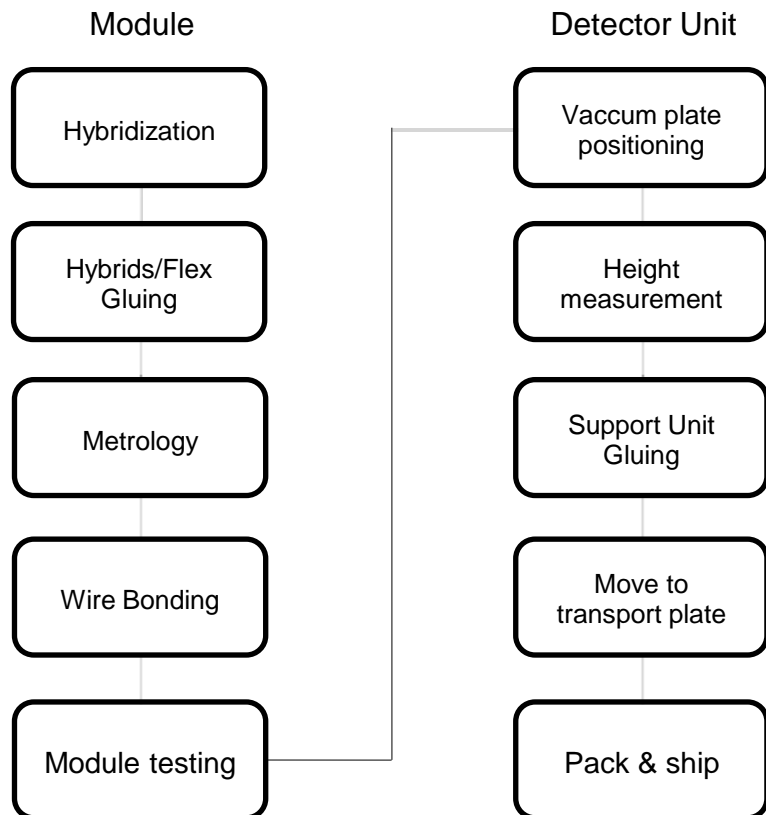 Module
Hybridization
Hybrids/Flex
Gluing
Metrology
Wire Bonding
Module testing
Detector Unit
Vaccum plate
positioning
Height
measurement
Support Unit
Gluing
Move to
transport plate
Pack & ship